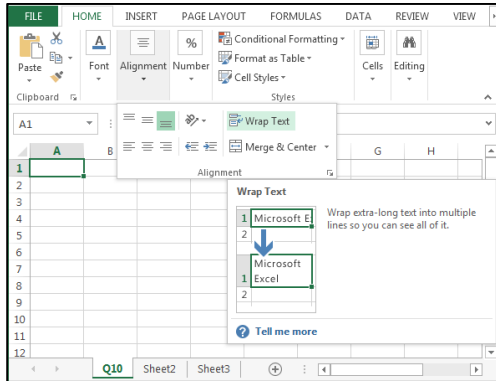 FILE HOME INSERT PAGE LAYOUT FORMULAS DATA REVIEW VIEW
Paste
Font
Alignment
Number
Conditional Formatting
Format as Table
Cell Styles
Cells
Editing
Clipboard
Styles
A1
Wrap Text
Merge & Center
Alignment
A B G H
1
2
3
4
5
6
7
8
9
10
11
12
Wrap Text
1 Microsoft E
2
Microsoft
1 Excel
2
Wrap extra-long text into multiple
lines so you can see all of it.
? Tell me more
Q10 Sheet2 Sheet3